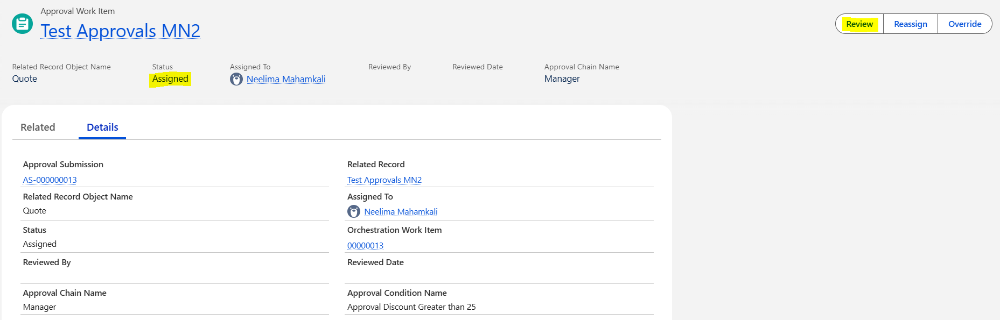 Approval Work Item
Test Approvals MN2
Review Reassign Override
Related Record Object Name Status Assigned To Reviewed By Reviewed Date Approval Chain Name
Quote Assigned Neelima Mahamkali Manager
Related Details
Approval Submission Related Record
AS-000000013 Test Approvals MN2
Related Record Object Name Assigned To
Quote Neelima Mahamkali
Status Orchestration Work Item
Assigned 00000013
Reviewed By Reviewed Date
Approval Chain Name Approval Condition Name
Manager Approval Discount Greater than 25